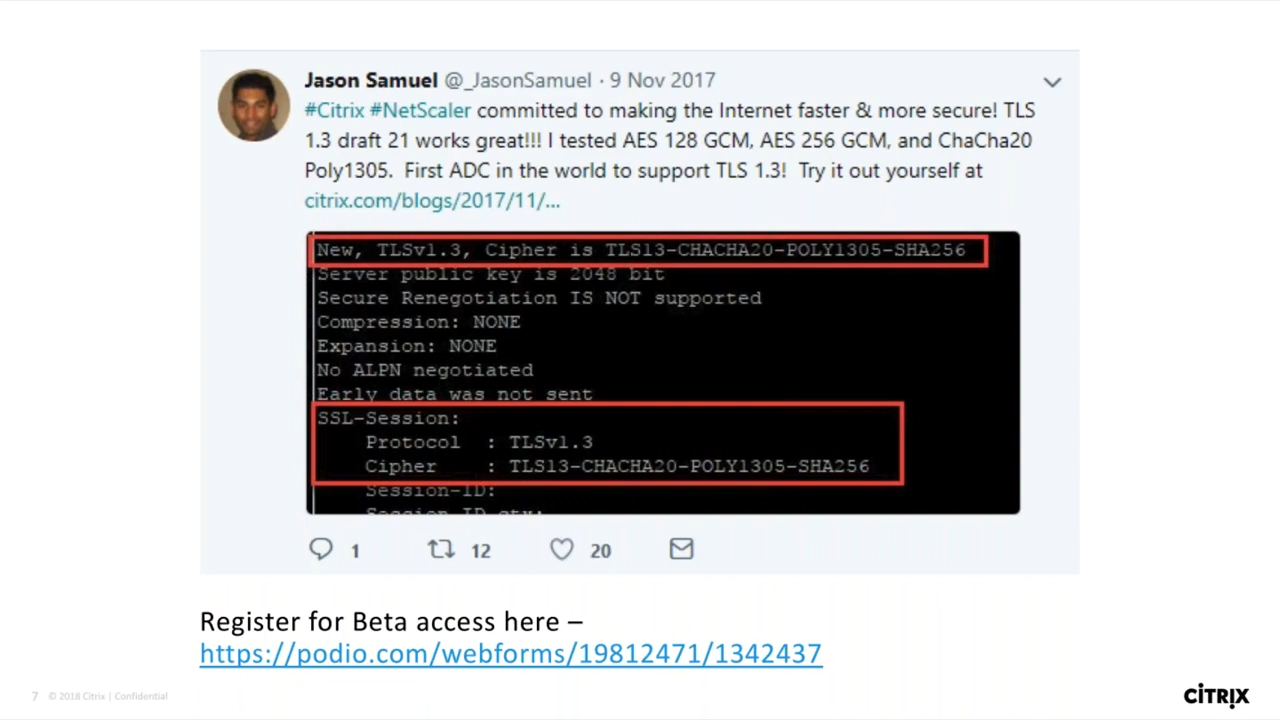 Jason Samuel @_JasonSamuel · 9 Nov 2017
#Citrix #NetScaler committed to making the Internet faster & more secure! TLS
1.3 draft 21 works great!!! I tested AES 128 GCM, AES 256 GCM, and ChaCha20
Poly1305. First ADC in the world to support TLS 1.3! Try it out yourself at
citrix.com/blogs/2017/11/...
New, TLSv1.3, Cipher is TLS13-CHACHA20-POLY1305-SHA256
Server public key is 2048 bit
Secure Renegotiation IS NOT supported
Compression: NONE
Expansion: NONE
No ALPN negotiated
Early data was not sent
SSL-Session:
Protocol : TLSv1.3
Cipher : TLS13-CHACHA20-POLY1305-SHA256
Session-ID:
Session-ID-ctx:
1 12 20
Register for Beta access here –
https://podio.com/webforms/19812471/1342437
7 © 2018 Citrix | Confidential
CİTRIX